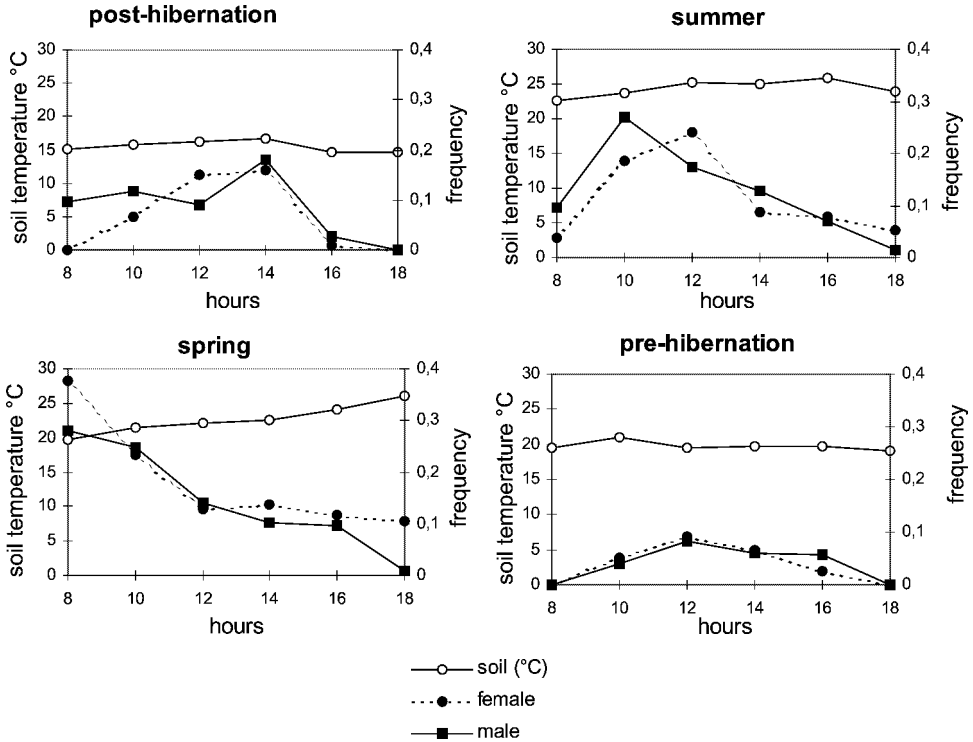 post-hibernation
soil temperature °C
30
25
20
15
10
5
0
0,4
0,3
0,2
0,1
0
frequency
8 10 12 14 16 18
hours
summer
soil temperature °C
30
25
20
15
10
5
0
0,4
0,3
0,2
0,1
0
frequency
8 10 12 14 16 18
hours
spring
soil temperature °C
30
25
20
15
10
5
0
0,4
0,3
0,2
0,1
0
frequency
8 10 12 14 16 18
hours
pre-hibernation
soil temperature °C
30
25
20
15
10
5
0
0,4
0,3
0,2
0,1
0
frequency
8 10 12 14 16 18
hours
soil (°C)
female
male